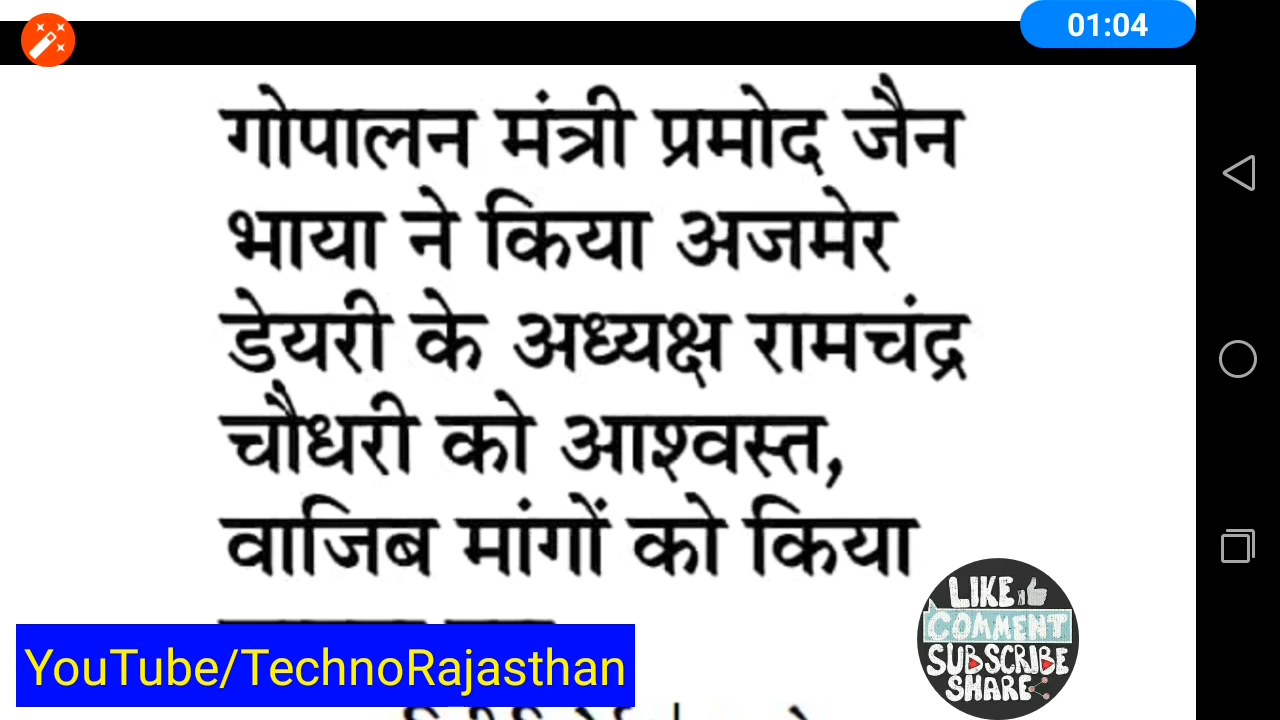 01:04
गोपालन मंत्री प्रमोद जैन
भाया ने किया अजमेर
डेयरी के अध्यक्ष रामचंद्र
चौधरी को आश्वस्त,
वाजिब मांगों को किया
YouTube/TechnoRajasthan
LIKE
COMMENT
SUBSCRIBE
SHARE